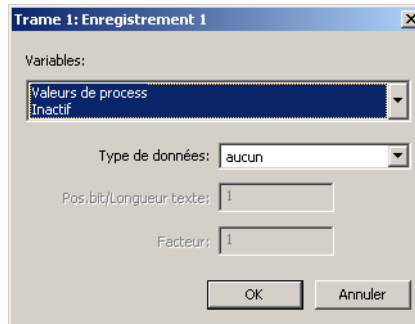 Trame 1: Enregistrement 1
Variables:
Valeurs de process
Inactif
Type de données: aucun
Pos.bit/Longueur texte: 1
Facteur: 1
OK Annuler